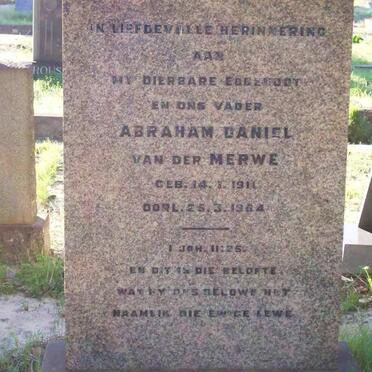 IN LIEFDEVOLLE HERINNERING
AAN
MY DIERBARE EGGENOOT
EN ONS VADER
ABRAHAM DANIEL
VAN DER MERWE
GEB. 14. 1. 1911
OORL. 25. 3. 1964
1 JOH. 11:25.
EN DIT IS DIE BELOFTE
WAT HY ONS BELOWE HET
NAAMLIK DIE EWIGE LEWE